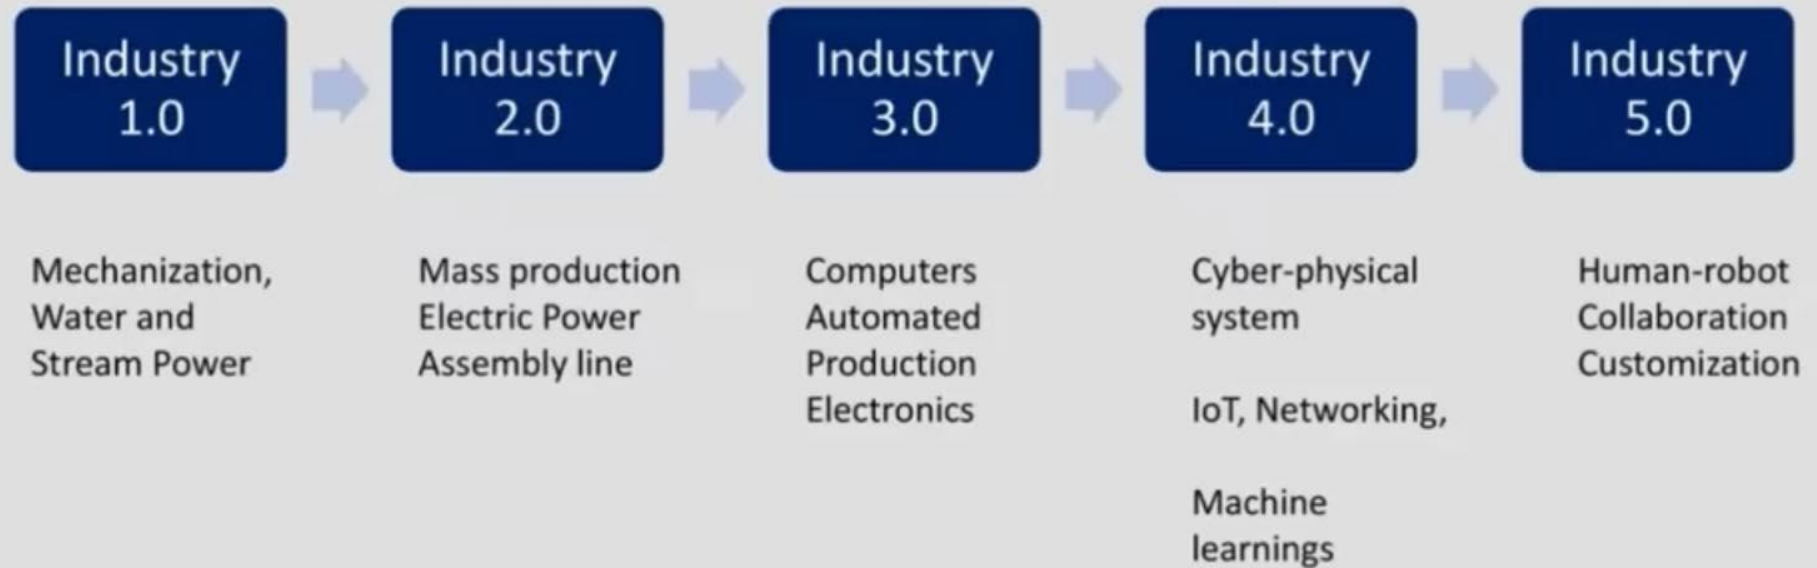 Industry
1.0
Industry
2.0
Industry
3.0
Industry
4.0
Industry
5.0
Mechanization,
Water and
Stream Power
Mass production
Electric Power
Assembly line
Computers
Automated
Production
Electronics
Cyber-physical
system
IoT, Networking,
Machine
learnings
Human-robot
Collaboration
Customization